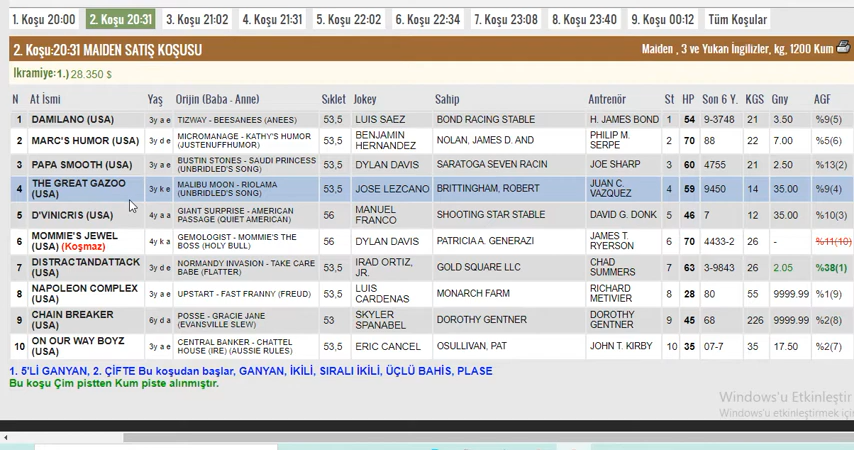 1. Koşu 20:00 2. Koşu 20:31 3. Koşu 21:02 4. Koşu 21:31 5. Koşu 22:02 6. Koşu 22:34 7. Koşu 23:08 8. Koşu 23:40 9. Koşu 00:12 Tüm Koşular
2. Koşu:20:31 MAIDEN SATIŞ KOŞUSU Maiden , 3 ve Yukarı İngilizler, kg, 1200 Kum
İkramiye:1.) 28.350 $
N At İsmi Yaş Orijin (Baba - Anne) Sıklet Jokey Sahip Antrenör St HP Son 6 Y. KGS Gny AGF
1 DAMILANO (USA) 3y a e TIZWAY - BEESANEES (ANEES) 53,5 LUIS SAEZ BOND RACING STABLE H. JAMES BOND 1 54 9-3748 21 3.50 %9(5)
2 MARC'S HUMOR (USA) 3y d e MICROMANAGE - KATHY'S HUMOR (JUSTENUFFHUMOR) 53,5 BENJAMIN HERNANDEZ NOLAN, JAMES D. AND PHILIP M. SERPE 2 70 88 22 7.00 %5(6)
3 PAPA SMOOTH (USA) 3y a e BUSTIN STONES - SAUDI PRINCESS (UNBRIDLED'S SONG) 53,5 DYLAN DAVIS SARATOGA SEVEN RACIN JOE SHARP 3 60 4755 21 2.50 %13(2)
4 THE GREAT GAZOO (USA) 3y k e MALIBU MOON - RIOLAMA (UNBRIDLED'S SONG) 53,5 JOSE LEZCANO BRITTINGHAM, ROBERT JUAN C. VAZQUEZ 4 59 9450 14 35.00 %9(4)
5 D'VINICRIS (USA) 4y a a GIANT SURPRISE - AMERICAN PASSAGE (QUIET AMERICAN) 56 MANUEL FRANCO SHOOTING STAR STABLE DAVID G. DONK 5 46 7 12 35.00 %10(3)
6 MOMMIE'S JEWEL (USA) (Koşmaz) 4y k a GEMOLOGIST - MOMMIE'S THE BOSS (HOLY BULL) 56 DYLAN DAVIS PATRICIA A. GENERAZI JAMES T. RYERSON 6 70 4433-2 26 - %11(10)
7 DISTRACTANDATTACK (USA) 3y d e NORMANDY INVASION - TAKE CARE BABE (FLATTER) 53,5 IRAD ORTIZ, JR. GOLD SQUARE LLC CHAD SUMMERS 7 63 3-9843 26 2.05 %38(1)
8 NAPOLEON COMPLEX (USA) 3y a e UPSTART - FAST FRANNY (FREUD) 53,5 LUIS CARDENAS MONARCH FARM RICHARD METIVIER 8 28 80 55 9999.99 %1(9)
9 CHAIN BREAKER (USA) 6y d a POSSE - GRACIE JANE (EVANSVILLE SLEW) 53 SKYLER SPANABEL DOROTHY GENTNER DOROTHY GENTNER 9 45 68 226 9999.99 %2(8)
10 ON OUR WAY BOYZ (USA) 3y a e CENTRAL BANKER - CHATTEL HOUSE (IRE) (AUSSIE RULES) 53,5 ERIC CANCEL OSULLIVAN, PAT JOHN T. KIRBY 10 35 07-7 35 17.50 %2(7)
1. 5'Lİ GANYAN, 2. ÇİFTE Bu koşudan başlar, GANYAN, İKİLİ, SIRALI İKİLİ, ÜÇLÜ BAHİS, PLASE
Bu koşu Çim pistten Kum piste alınmıştır.
Windows'u Etkinleştir
Windows'u etkinleştirmek için